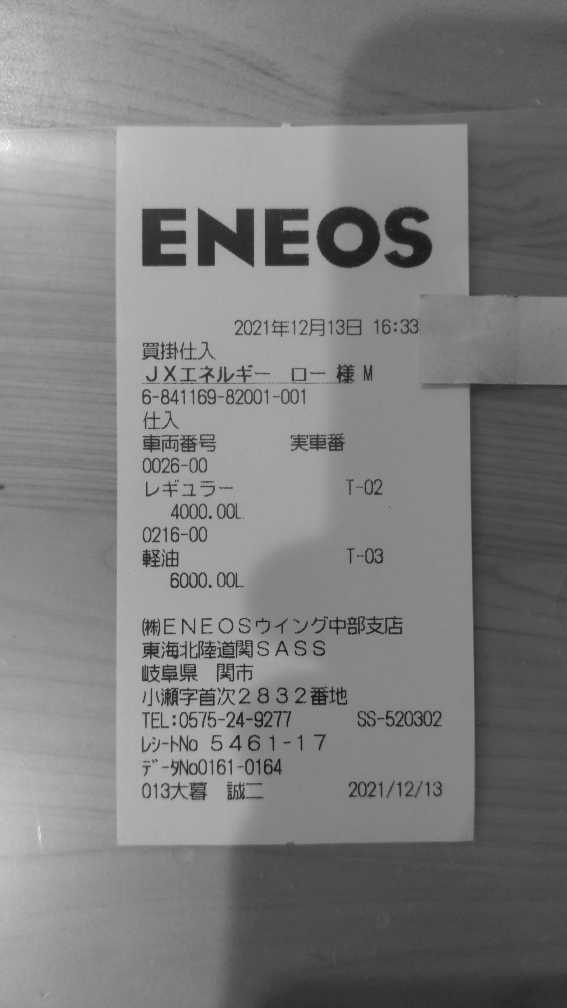 ENEOS
2021年12月13日 16:33
買掛仕入
JXエネルギー ロー 様 M
6-841169-82001-001
仕入
車両番号 実車番
0026-00
レギュラー T-02
4000.00L
0216-00
軽油 T-03
6000.00L
㈱ENEOSウイング中部支店
東海北陸道関SASS
岐阜県 関市
小瀬字首次2832番地
TEL:0575-24-9277 SS-520302
ﾚｼｰﾄNo 5461-17
ﾃﾞｰﾀNo0161-0164
013大暮 誠二 2021/12/13